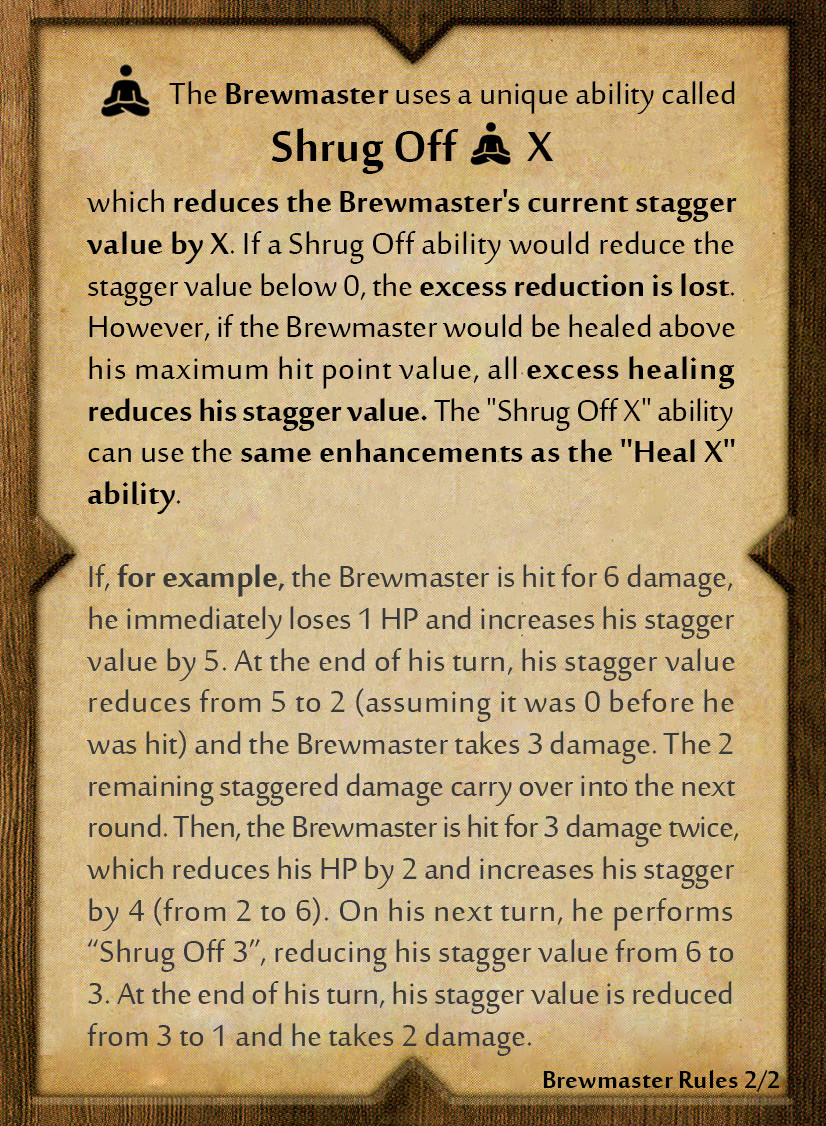 The Brewmaster uses a unique ability called
Shrug Off X
which reduces the Brewmaster's current stagger
value by X. If a Shrug Off ability would reduce the
stagger value below 0, the excess reduction is lost.
However, if the Brewmaster would be healed above
his maximum hit point value, all excess healing
reduces his stagger value. The "Shrug Off X" ability
can use the same enhancements as the "Heal X"
ability.
If, for example, the Brewmaster is hit for 6 damage,
he immediately loses 1 HP and increases his stagger
value by 5. At the end of his turn, his stagger value
reduces from 5 to 2 (assuming it was 0 before he
was hit) and the Brewmaster takes 3 damage. The 2
remaining staggered damage carry over into the next
round. Then, the Brewmaster is hit for 3 damage twice,
which reduces his HP by 2 and increases his stagger
by 4 (from 2 to 6). On his next turn, he performs
“Shrug Off 3”, reducing his stagger value from 6 to
3. At the end of his turn, his stagger value is reduced
from 3 to 1 and he takes 2 damage.
Brewmaster Rules 2/2